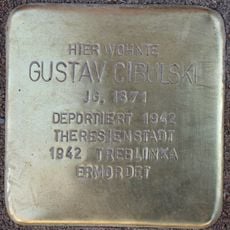 HIER WOHNTE
GUSTAV CIBULSKI
JG. 1871
DEPORTIERT 1942
THERESIENSTADT
1942 TREBLINKA
ERMORDET